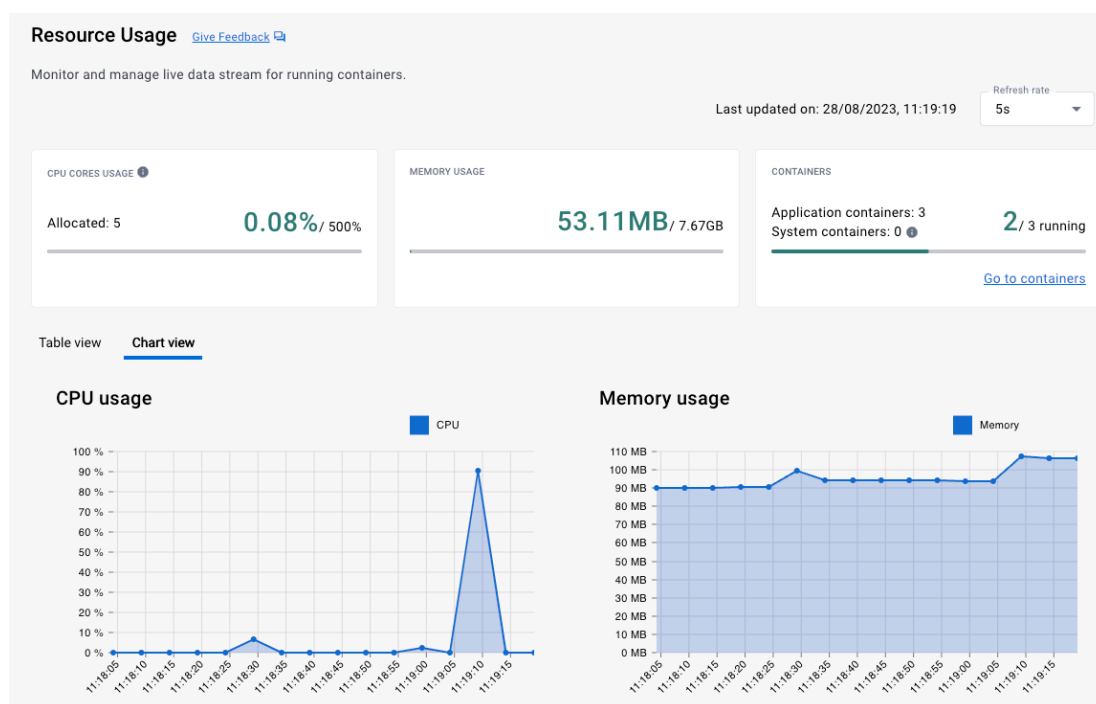 Resource Usage Give Feedback
Monitor and manage live data stream for running containers.
Refresh rate
Last updated on: 28/08/2023, 11:19:19 5s
CPU CORES USAGE
Allocated: 5 0.08%/ 500%
MEMORY USAGE
53.11MB/ 7.67GB
CONTAINERS
Application containers: 3
System containers: 0
2/ 3 running
Go to containers
Table view Chart view
CPU usage
CPU
100 %
90 %
80 %
70 %
60 %
50 %
40 %
30 %
20 %
10 %
0 %
11:18:05 11:18:10 11:18:15 11:18:20 11:18:25 11:18:30 11:18:35 11:18:40 11:18:45 11:18:50 11:18:55 11:19:00 11:19:05 11:19:10 11:19:15
Memory usage
Memory
110 MB
100 MB
90 MB
80 MB
70 MB
60 MB
50 MB
40 MB
30 MB
20 MB
10 MB
0 MB
11:18:05 11:18:10 11:18:15 11:18:20 11:18:25 11:18:30 11:18:35 11:18:40 11:18:45 11:18:50 11:18:55 11:19:00 11:19:05 11:19:10 11:19:15